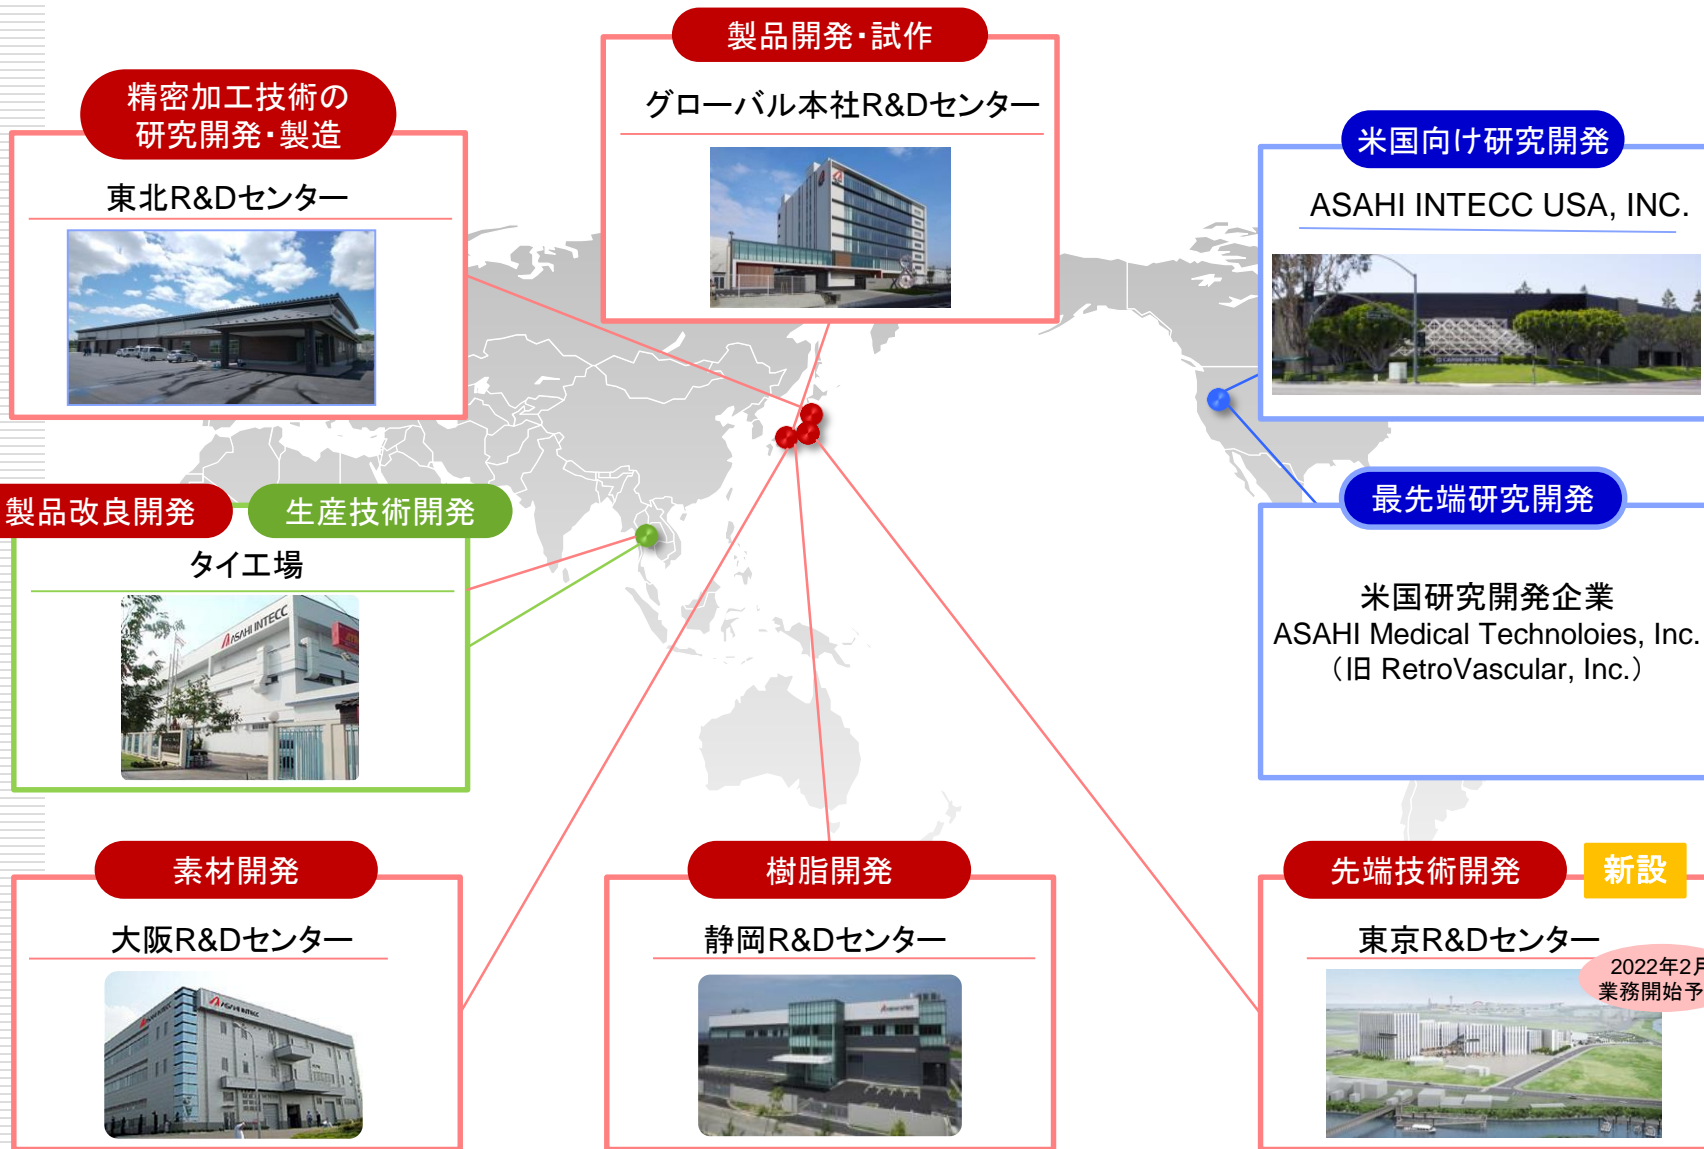 製品開発・試作
グローバル本社R&Dセンター
精密加工技術の
研究開発・製造
東北R&Dセンター
米国向け研究開発
ASAHI INTECC USA, INC.
製品改良開発
生産技術開発
タイ工場
ASAHI INTECC
最先端研究開発
米国研究開発企業
ASAHI Medical Technoloies, Inc.
（旧 RetroVascular, Inc.）
素材開発
大阪R&Dセンター
ASAHI INTECC
樹脂開発
静岡R&Dセンター
ASAHI INTECC
先端技術開発
新設
東京R&Dセンター
2022年2月
業務開始予